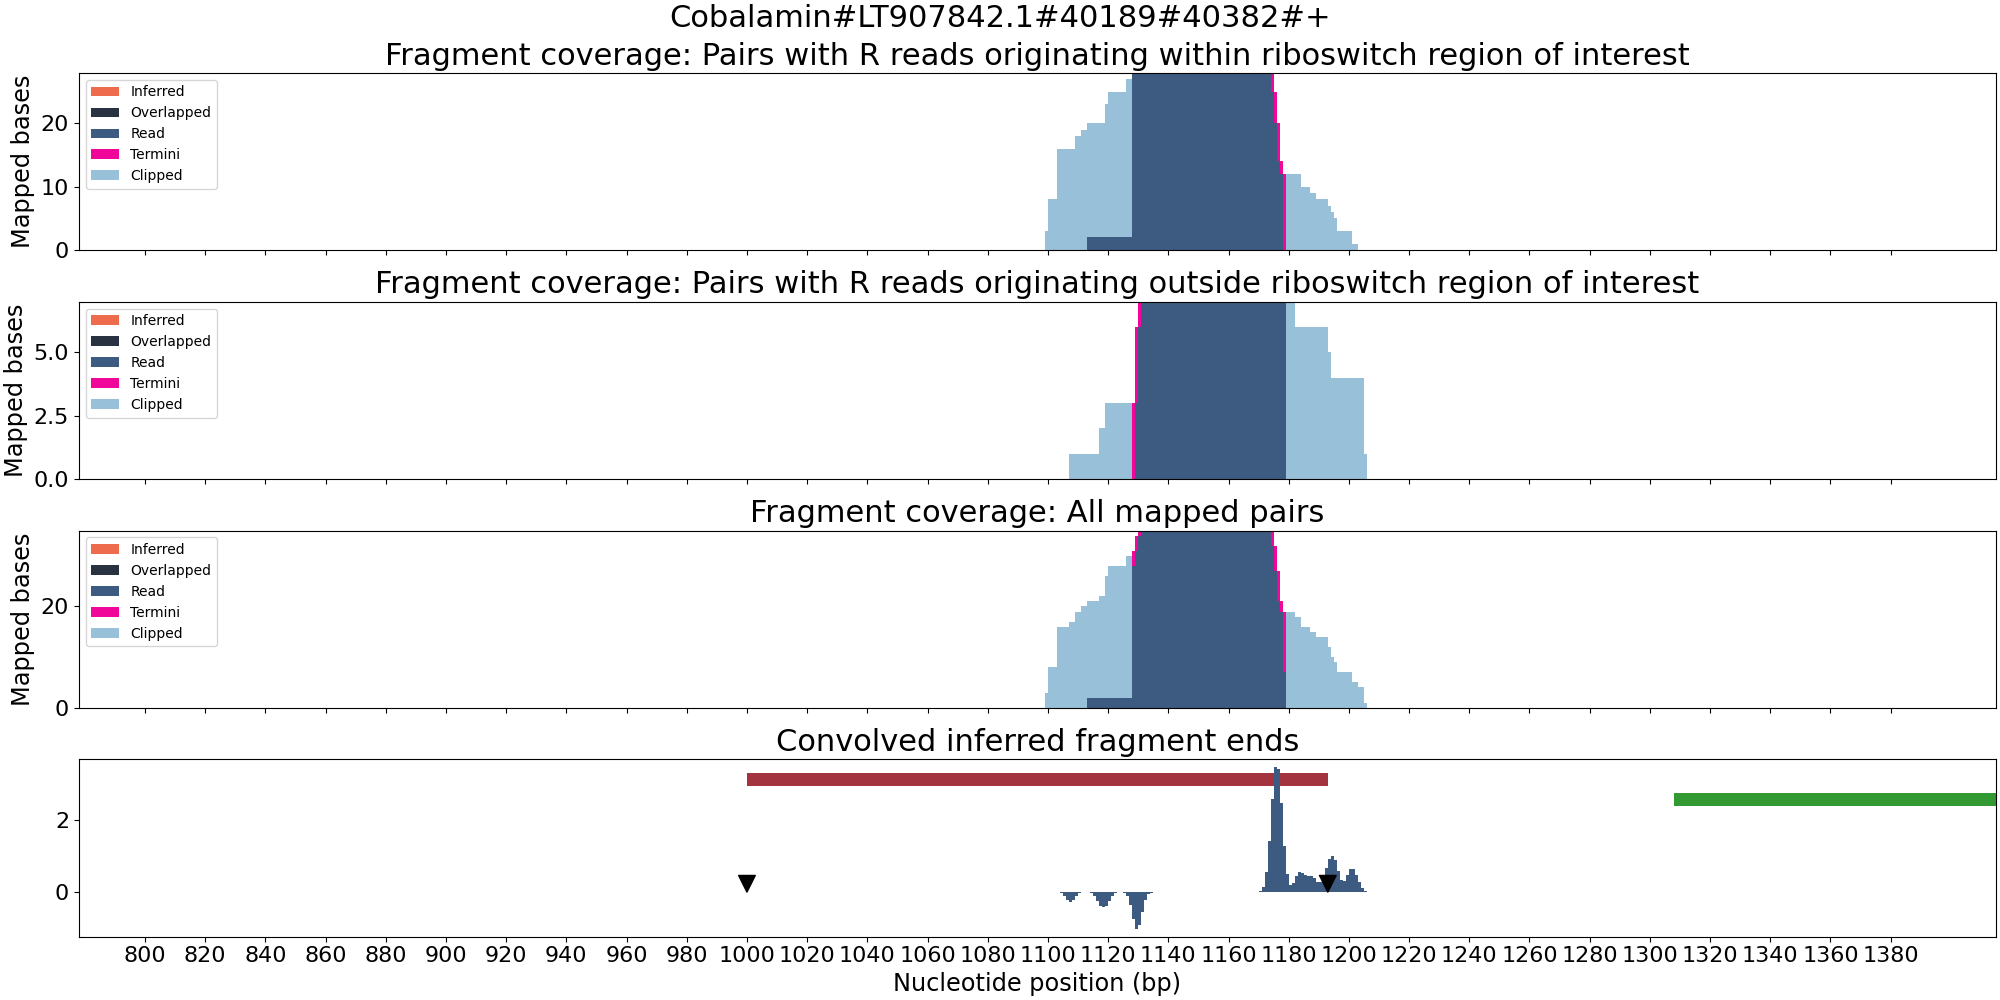 Cobalamin#LT907842.1#40189#40382#+
Fragment coverage: Pairs with R reads originating within riboswitch region of interest
Mapped bases
20
10
0
Inferred
Overlapped
Read
Termini
Clipped
Fragment coverage: Pairs with R reads originating outside riboswitch region of interest
Mapped bases
5.0
2.5
0.0
Inferred
Overlapped
Read
Termini
Clipped
Fragment coverage: All mapped pairs
Mapped bases
20
0
Inferred
Overlapped
Read
Termini
Clipped
Convolved inferred fragment ends
2
0
800 820 840 860 880 900 920 940 960 980 1000 1020 1040 1060 1080 1100 1120 1140 1160 1180 1200 1220 1240 1260 1280 1300 1320 1340 1360 1380
Nucleotide position (bp)